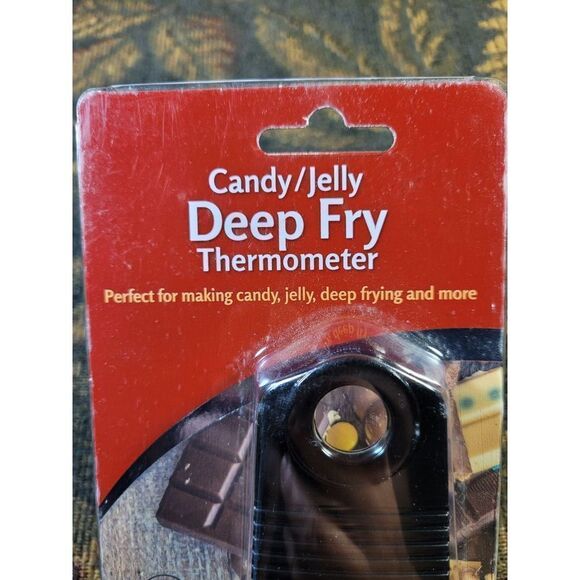 Candy/Jelly
Deep Fry
Thermometer
Perfect for making candy, jelly, deep frying and more